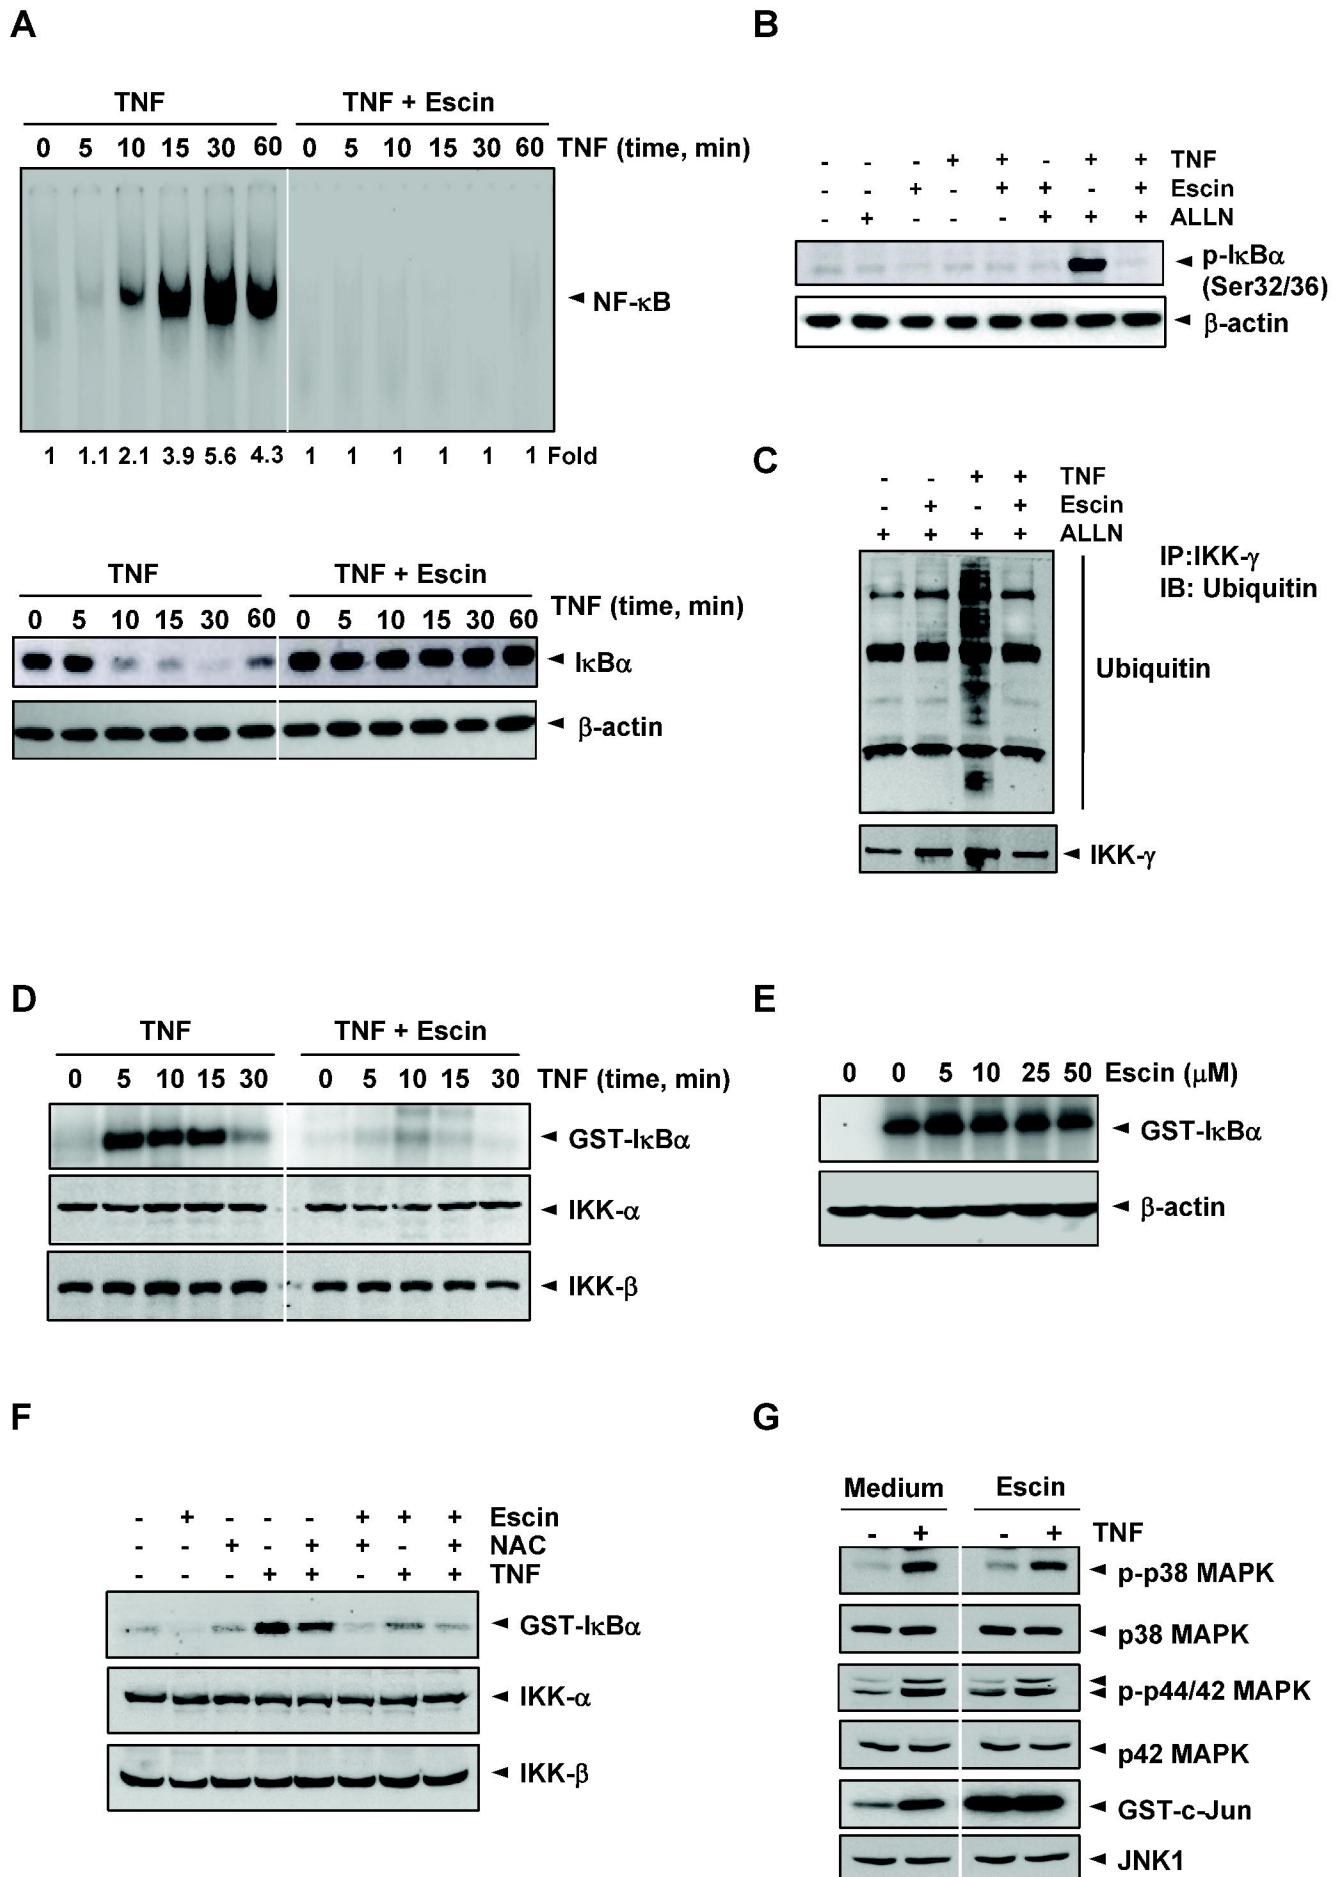 A
TNF TNF + Escin
0 5 10 15 30 60 0 5 10 15 30 60 TNF (time, min)
NF-κB
1 1.1 2.1 3.9 5.6 4.3 1 1 1 1 1 1 Fold
TNF TNF + Escin
0 5 10 15 30 60 0 5 10 15 30 60 TNF (time, min)
IκBα
β-actin
B
- - - + + - + + TNF
- - + - + + - + Escin
- + - - - + + + ALLN
p-IκBα
(Ser32/36)
β-actin
C
- - + + TNF
- + - + Escin
+ + + + ALLN
IP:IKK-γ
IB: Ubiquitin
Ubiquitin
IKK-γ
D
TNF TNF + Escin
0 5 10 15 30 0 5 10 15 30 TNF (time, min)
GST-IκBα
IKK-α
IKK-β
E
0 0 5 10 25 50 Escin (μM)
GST-IκBα
β-actin
F
- + - - - + + + Escin
- - + - + + - + NAC
- - - + + - + + TNF
GST-IκBα
IKK-α
IKK-β
G
Medium Escin
- + - + TNF
p-p38 MAPK
p38 MAPK
p-p44/42 MAPK
p42 MAPK
GST-c-Jun
JNK1